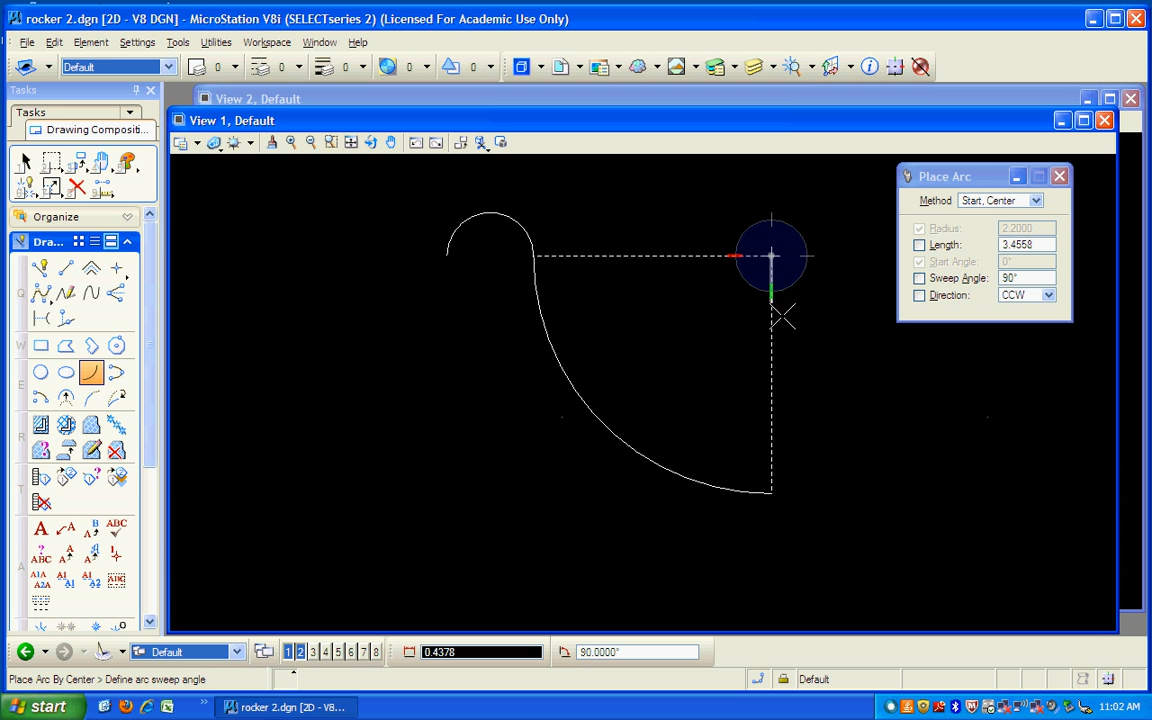 rocker 2.dgn [2D - V8 DGN] - MicroStation V8i (SELECTseries 2) (Licensed For Academic Use Only)
File Edit Element Settings Tools Utilities Workspace Window Help
Default 0 0 0 0 0
Tasks
View 2, Default
Tasks
View 1, Default
Drawing Compositi...
Place Arc
Method Start, Center
Organize
Radius: 2.2000
Dra...
Length: 3.4558
Start Angle: 0°
Sweep Angle: 90°
Direction: CCW
Q
W
E
R
T
A
Default 1 2 3 4 5 6 7 8 0.4378 90.0000°
Place Arc By Center > Define arc sweep angle
Default
start
rocker 2.dgn [2D - V8...
11:02 AM